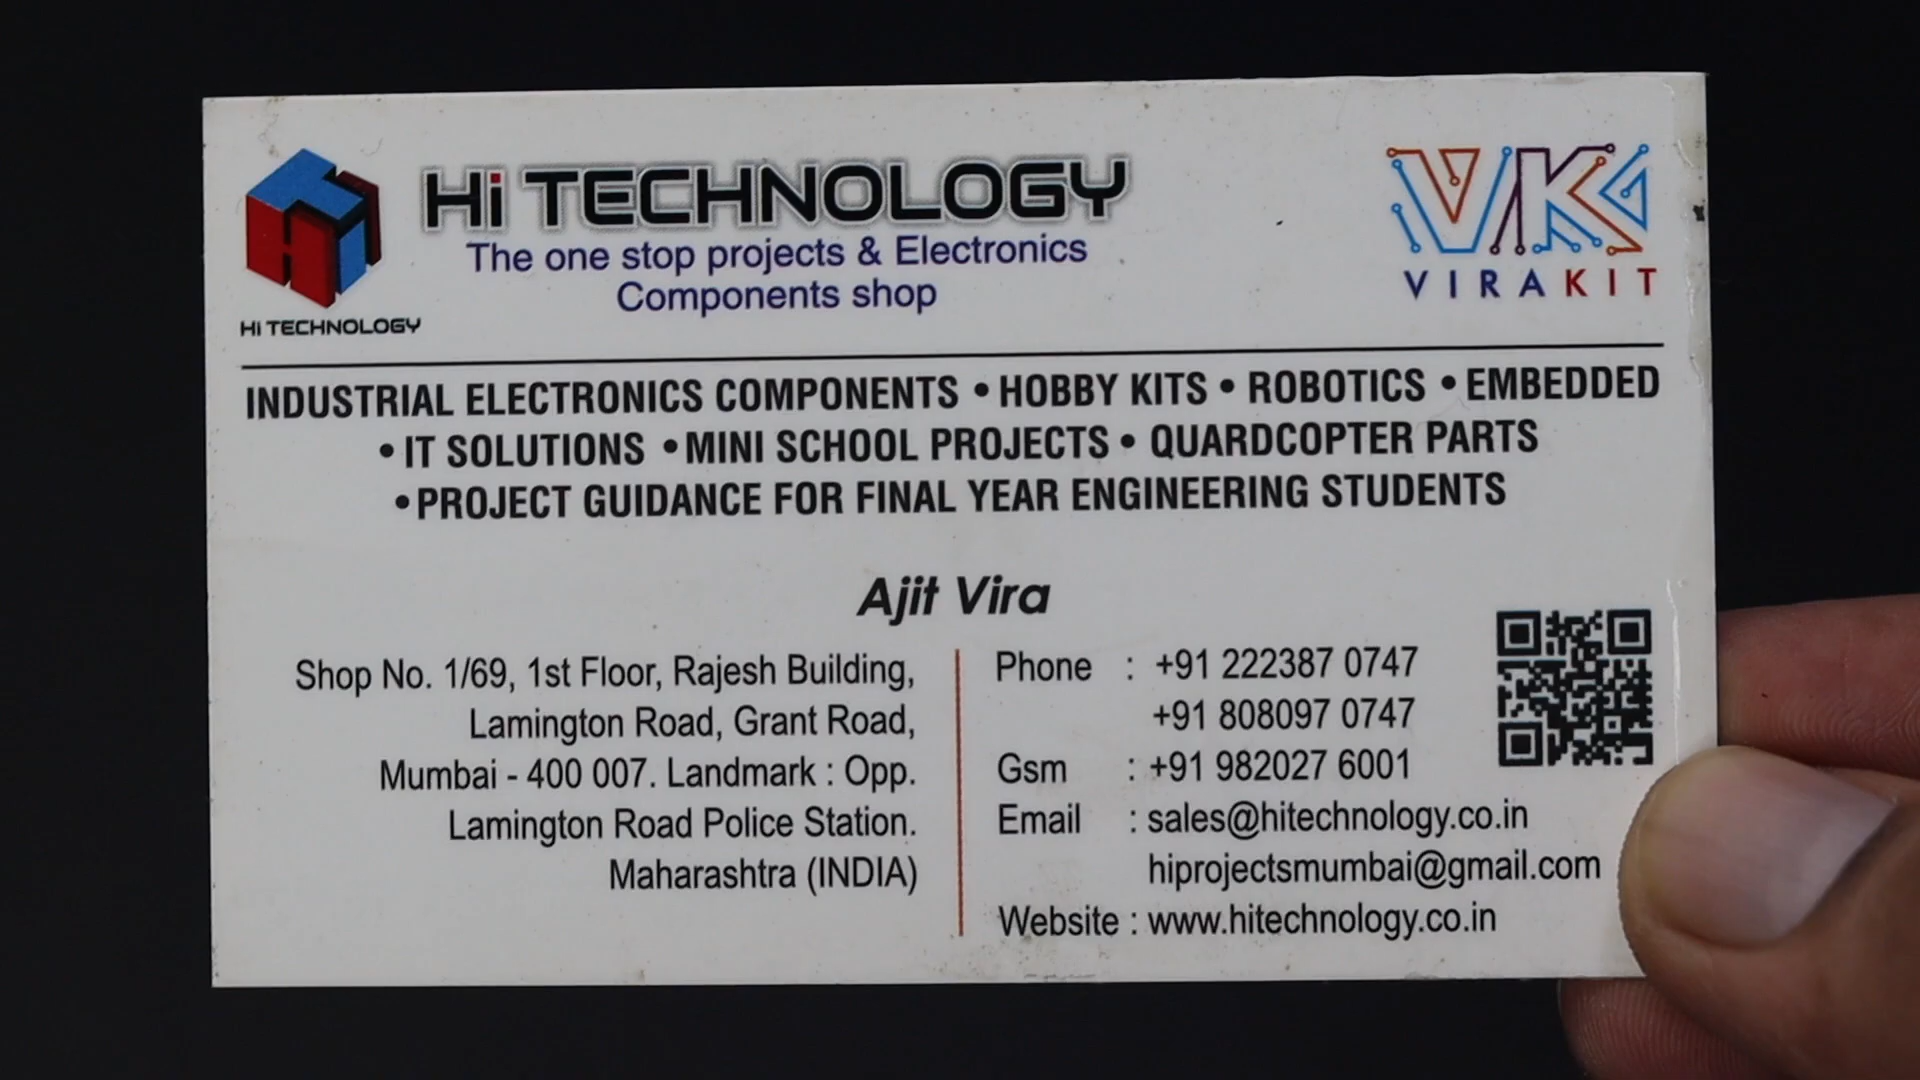 Hi TECHNOLOGY
The one stop projects & Electronics
Components shop
Hi TECHNOLOGY
VK
VIRAKIT
INDUSTRIAL ELECTRONICS COMPONENTS • HOBBY KITS • ROBOTICS • EMBEDDED
• IT SOLUTIONS • MINI SCHOOL PROJECTS • QUARDCOPTER PARTS
• PROJECT GUIDANCE FOR FINAL YEAR ENGINEERING STUDENTS
Ajit Vira
Shop No. 1/69, 1st Floor, Rajesh Building,
Lamington Road, Grant Road,
Mumbai - 400 007. Landmark : Opp.
Lamington Road Police Station.
Maharashtra (INDIA)
Phone : +91 222387 0747
+91 808097 0747
Gsm : +91 982027 6001
Email : sales@hitechnology.co.in
hiprojectsmumbai@gmail.com
Website : www.hitechnology.co.in